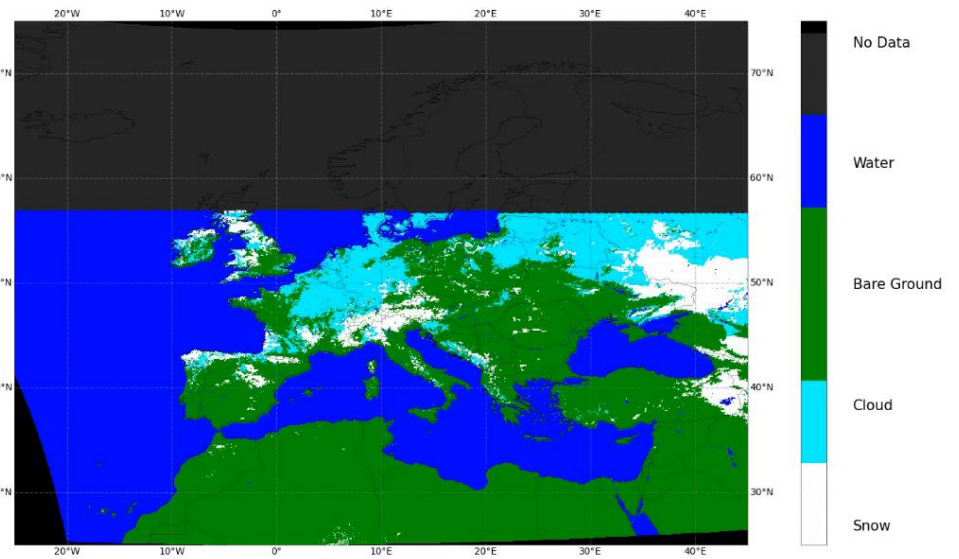 20°W 10°W 0° 10°E 20°E 30°E 40°E
No Data
°N 70°N
Water
°N 60°N
°N 50°N
Bare Ground
°N 40°N
Cloud
°N 30°N
Snow
20°W 10°W 0° 10°E 20°E 30°E 40°E